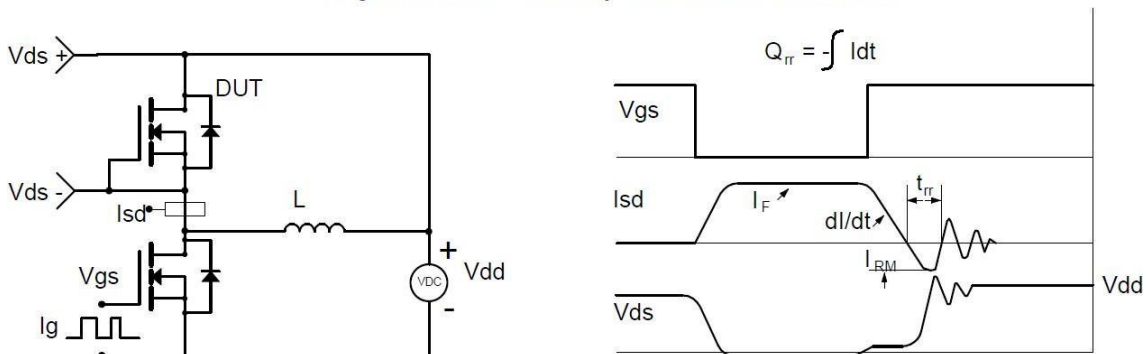 Vds +
DUT
Vds -
Isd
L
Vgs
Ig
+
VDC
Vdd
-
Qrr = -∫ Idt
Vgs
Isd
IF
dI/dt
trr
IRM
Vds
Vdd